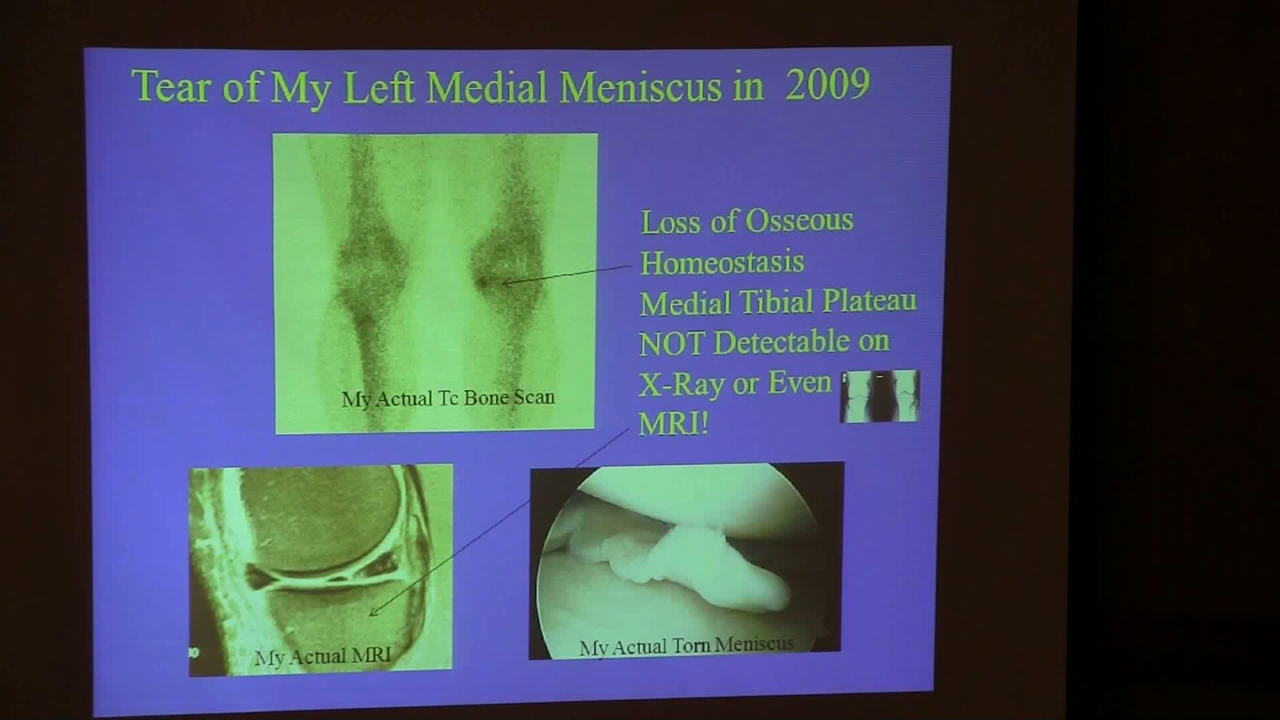 Tear of My Left Medial Meniscus in 2009
Loss of Osseous
Homeostasis
Medial Tibial Plateau
NOT Detectable on
X-Ray or Even
MRI!
My Actual Tc Bone Scan
My Actual MRI
My Actual Torn Meniscus